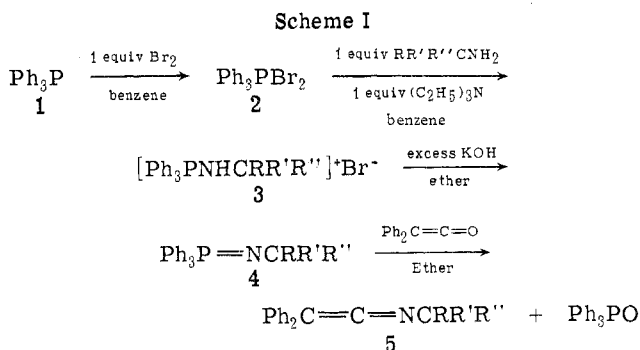 Scheme I
Ph3P 1 equiv Br2 benzene Ph3PBr2 1 equiv RR'R''CNH2 1 equiv (C2H5)3N benzene
1 2
[Ph3PNHCRR'R'']+Br- excess KOH ether
3
Ph3P=NCRR'R'' Ph2C=C=O Ether
4
Ph2C=C=NCRR'R'' + Ph3PO
5